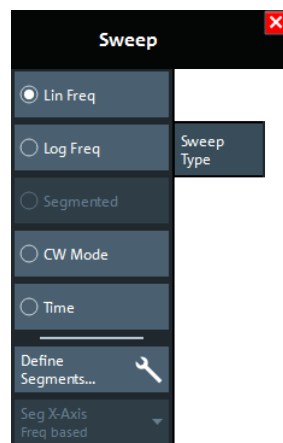 Sweep
Lin Freq
Log Freq
Sweep
Type
Segmented
CW Mode
Time
Define
Segments...
Seg X-Axis
Freq based